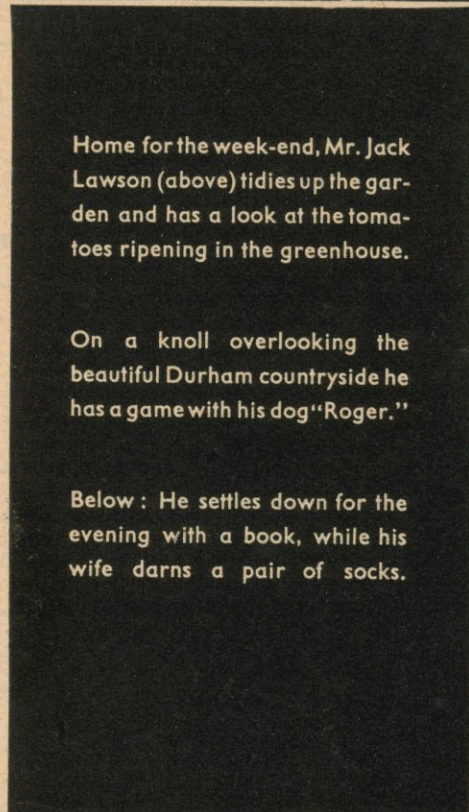 Home for the week-end, Mr. Jack
Lawson (above) tidies up the gar-
den and has a look at the toma-
toes ripening in the greenhouse.
On a knoll overlooking the
beautiful Durham countryside he
has a game with his dog "Roger."
Below : He settles down for the
evening with a book, while his
wife darns a pair of socks.